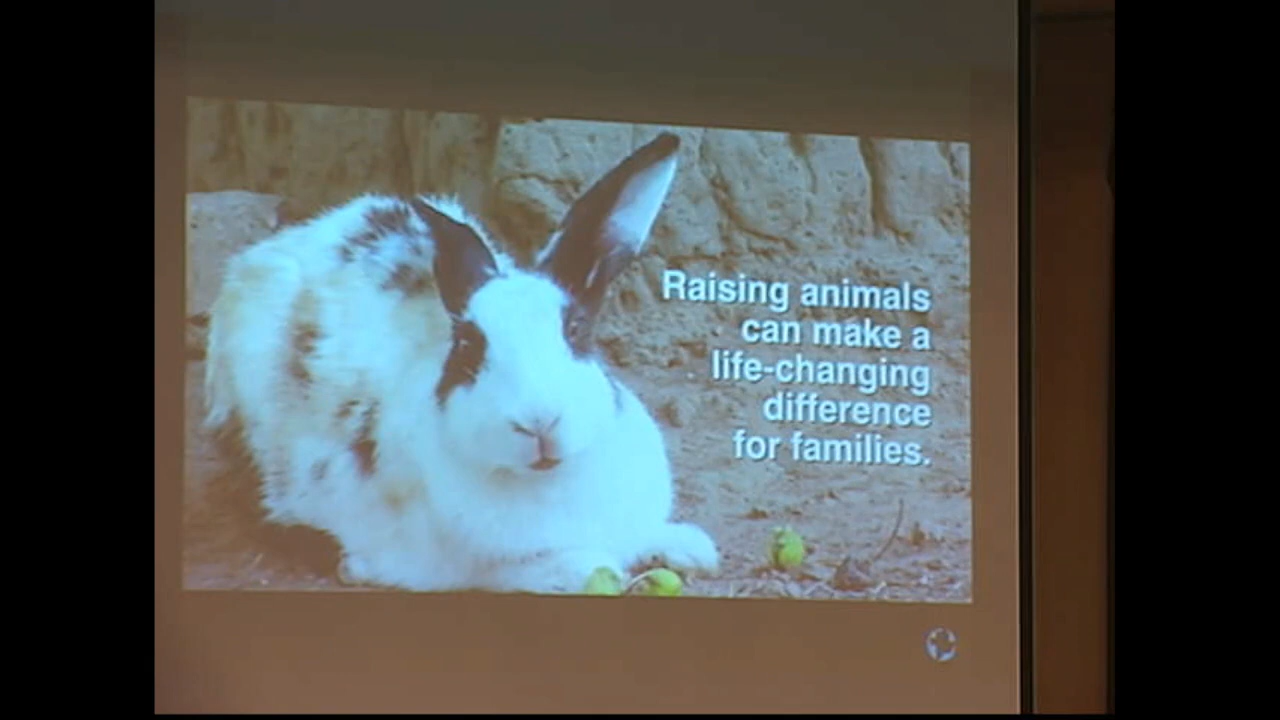 Raising animals
can make a
life-changing
difference
for families.